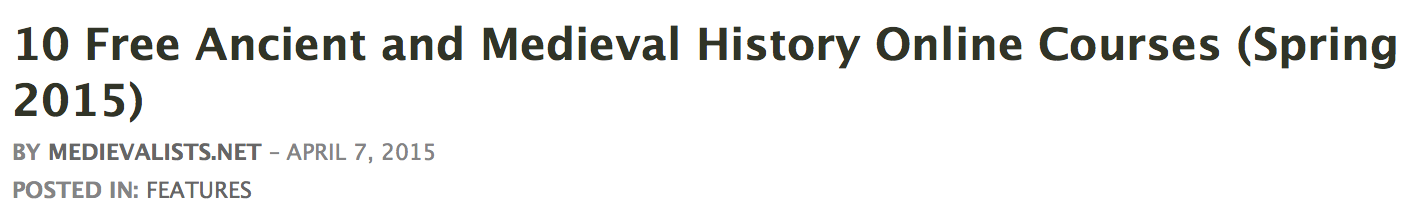 10 Free Ancient and Medieval History Online Courses (Spring
2015)
BY MEDIEVALISTS.NET – APRIL 7, 2015
POSTED IN: FEATURES